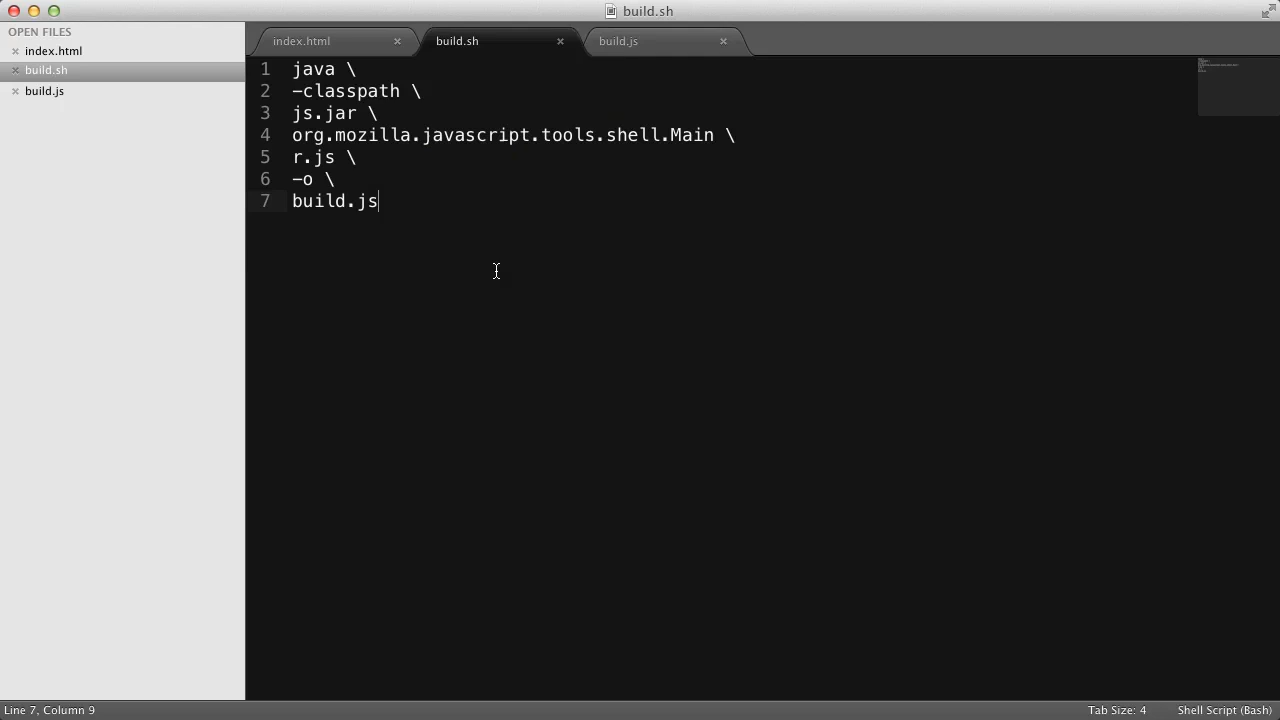 build.sh
OPEN FILES
index.html
build.sh
build.js
index.html
build.sh
build.js
1 java \
2 -classpath \
3 js.jar \
4 org.mozilla.javascript.tools.shell.Main \
5 r.js \
6 -o \
7 build.js
Line 7, Column 9
Tab Size: 4
Shell Script (Bash)